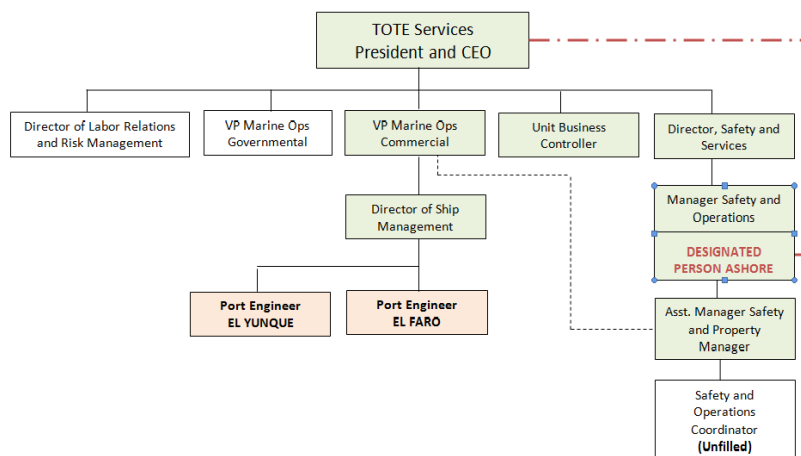 TOTE Services
President and CEO
Director of Labor Relations
and Risk Management
VP Marine Ops
Governmental
VP Marine Ops
Commercial
Unit Business
Controller
Director, Safety and
Services
Director of Ship
Management
Manager Safety and
Operations
DESIGNATED
PERSON ASHORE
Port Engineer
EL YUNQUE
Port Engineer
EL FARO
Asst. Manager Safety
and Property
Manager
Safety and
Operations
Coordinator
(Unfilled)